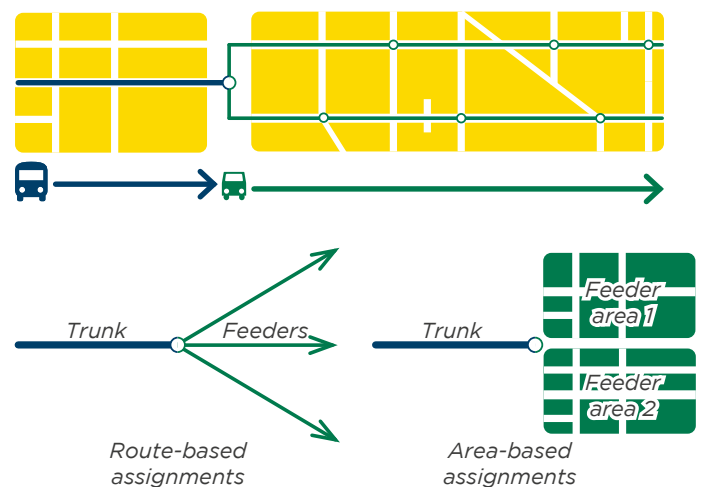 Trunk
Feeders
Route-based
assignments
Trunk
Feeder
area 1
Feeder
area 2
Area-based
assignments